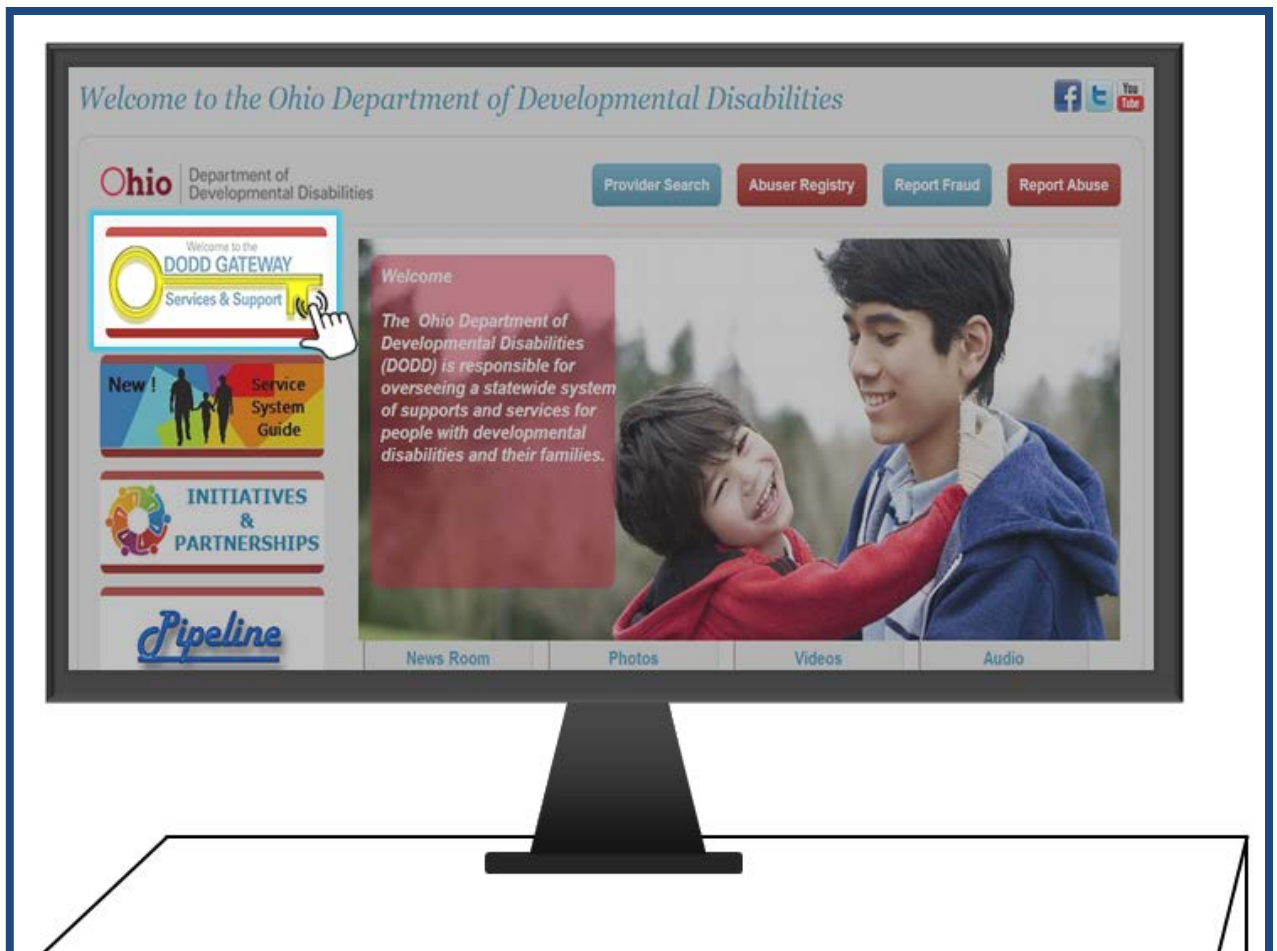 Welcome to the Ohio Department of Developmental Disabilities
f t You
Tube
Ohio Department of
Developmental Disabilities
Provider Search
Abuser Registry
Report Fraud
Report Abuse
Welcome to the
DODD GATEWAY
Services & Support
New !
Service
System
Guide
INITIATIVES
&
PARTNERSHIPS
Pipeline
Welcome
The Ohio Department of
Developmental Disabilities
(DODD) is responsible for
overseeing a statewide system
of supports and services for
people with developmental
disabilities and their families.
News Room
Photos
Videos
Audio